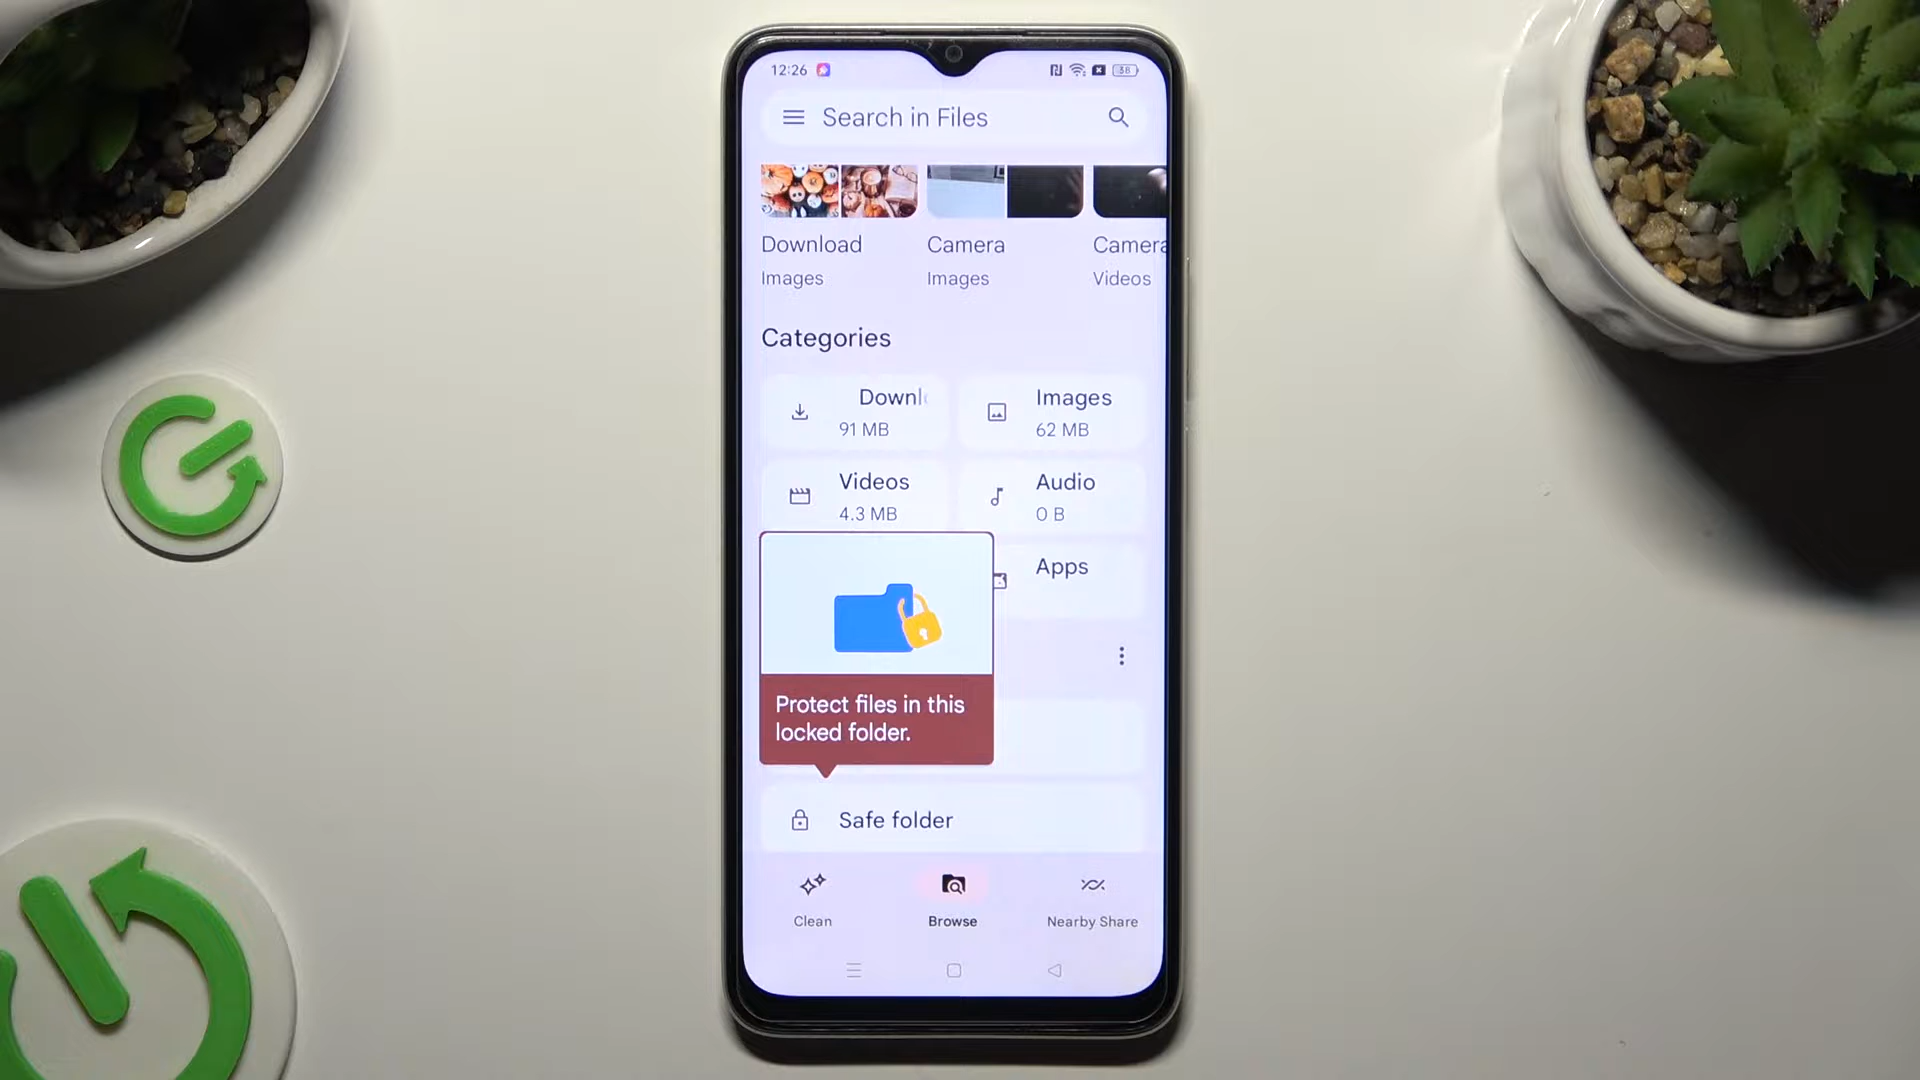 12:26
38
Search in Files
Download
Images
Camera
Images
Camera
Videos
Categories
Downl
91 MB
Images
62 MB
Videos
4.3 MB
Audio
0 B
Apps
Protect files in this
locked folder.
Safe folder
Clean
Browse
Nearby Share